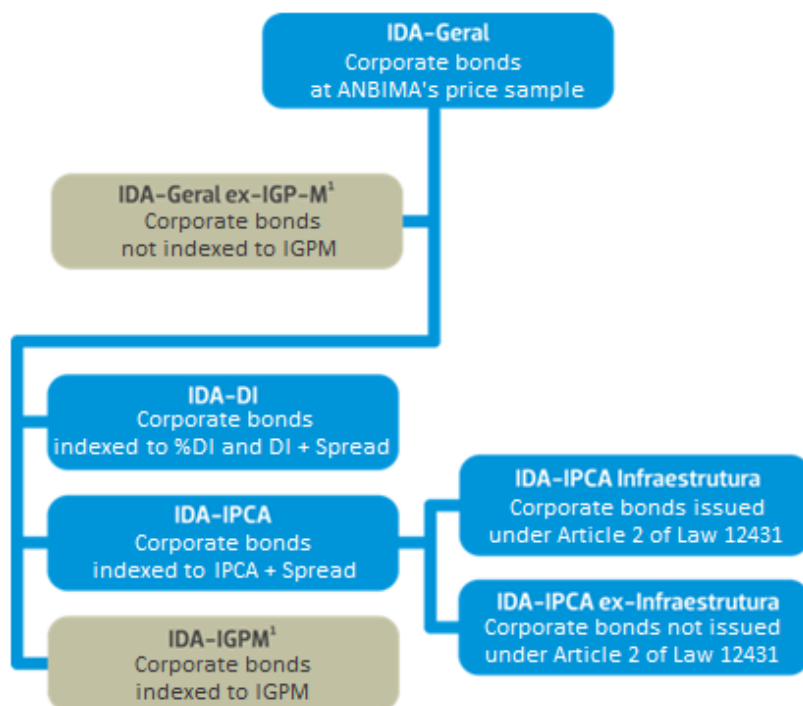 IDA-Geral
Corporate bonds
at ANBIMA's price sample
IDA-Geral ex-IGP-M¹
Corporate bonds
not indexed to IGPM
IDA-DI
Corporate bonds
indexed to %DI and DI + Spread
IDA-IPCA
Corporate bonds
indexed to IPCA + Spread
IDA-IPCA Infraestrutura
Corporate bonds issued
under Article 2 of Law 12431
IDA-IPCA ex-Infraestrutura
Corporate bonds not issued
under Article 2 of Law 12431
IDA-IGPM¹
Corporate bonds
indexed to IGPM